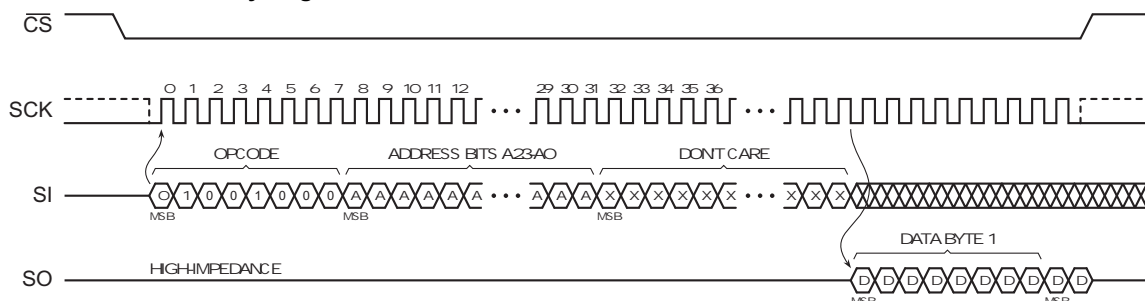 CS
SCK
0 1 2 3 4 5 6 7 8 9 10 11 12 29 30 31 32 33 34 35 36
OPCODE ADDRESS BITS A23-A0 DON'T CARE
SI
0 1 0 0 1 0 0 0 A A A A A A A A A X X X X X X X X X
MSB MSB MSB
DATA BYTE 1
SO
HIGH-IMPEDANCE
D D D D D D D D D D
MSB MSB